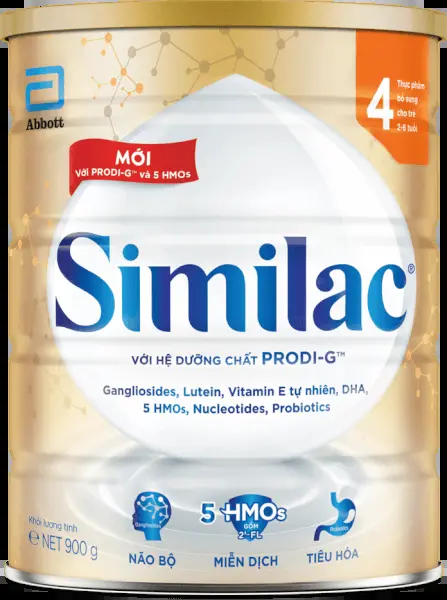 Abbott
4
Thực phẩm
bổ sung
cho trẻ
2-6 tuổi
MỚI
Với PRODI-G™ và 5 HMOs
Similac®
VỚI HỆ DƯỠNG CHẤT PRODI-G™
Gangliosides, Lutein, Vitamin E tự nhiên, DHA,
5 HMOs, Nucleotides, Probiotics
Khối lượng tịnh
℮ NET 900 g
Gangliosides
NÃO BỘ
5 HMOs
GỒM
2'-FL
MIỄN DỊCH
Probiotics
TIÊU HÓA